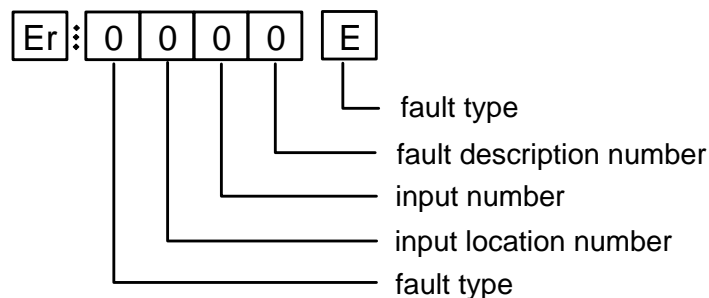 Er 0 0 0 0 E
fault type
fault description number
input number
input location number
fault type